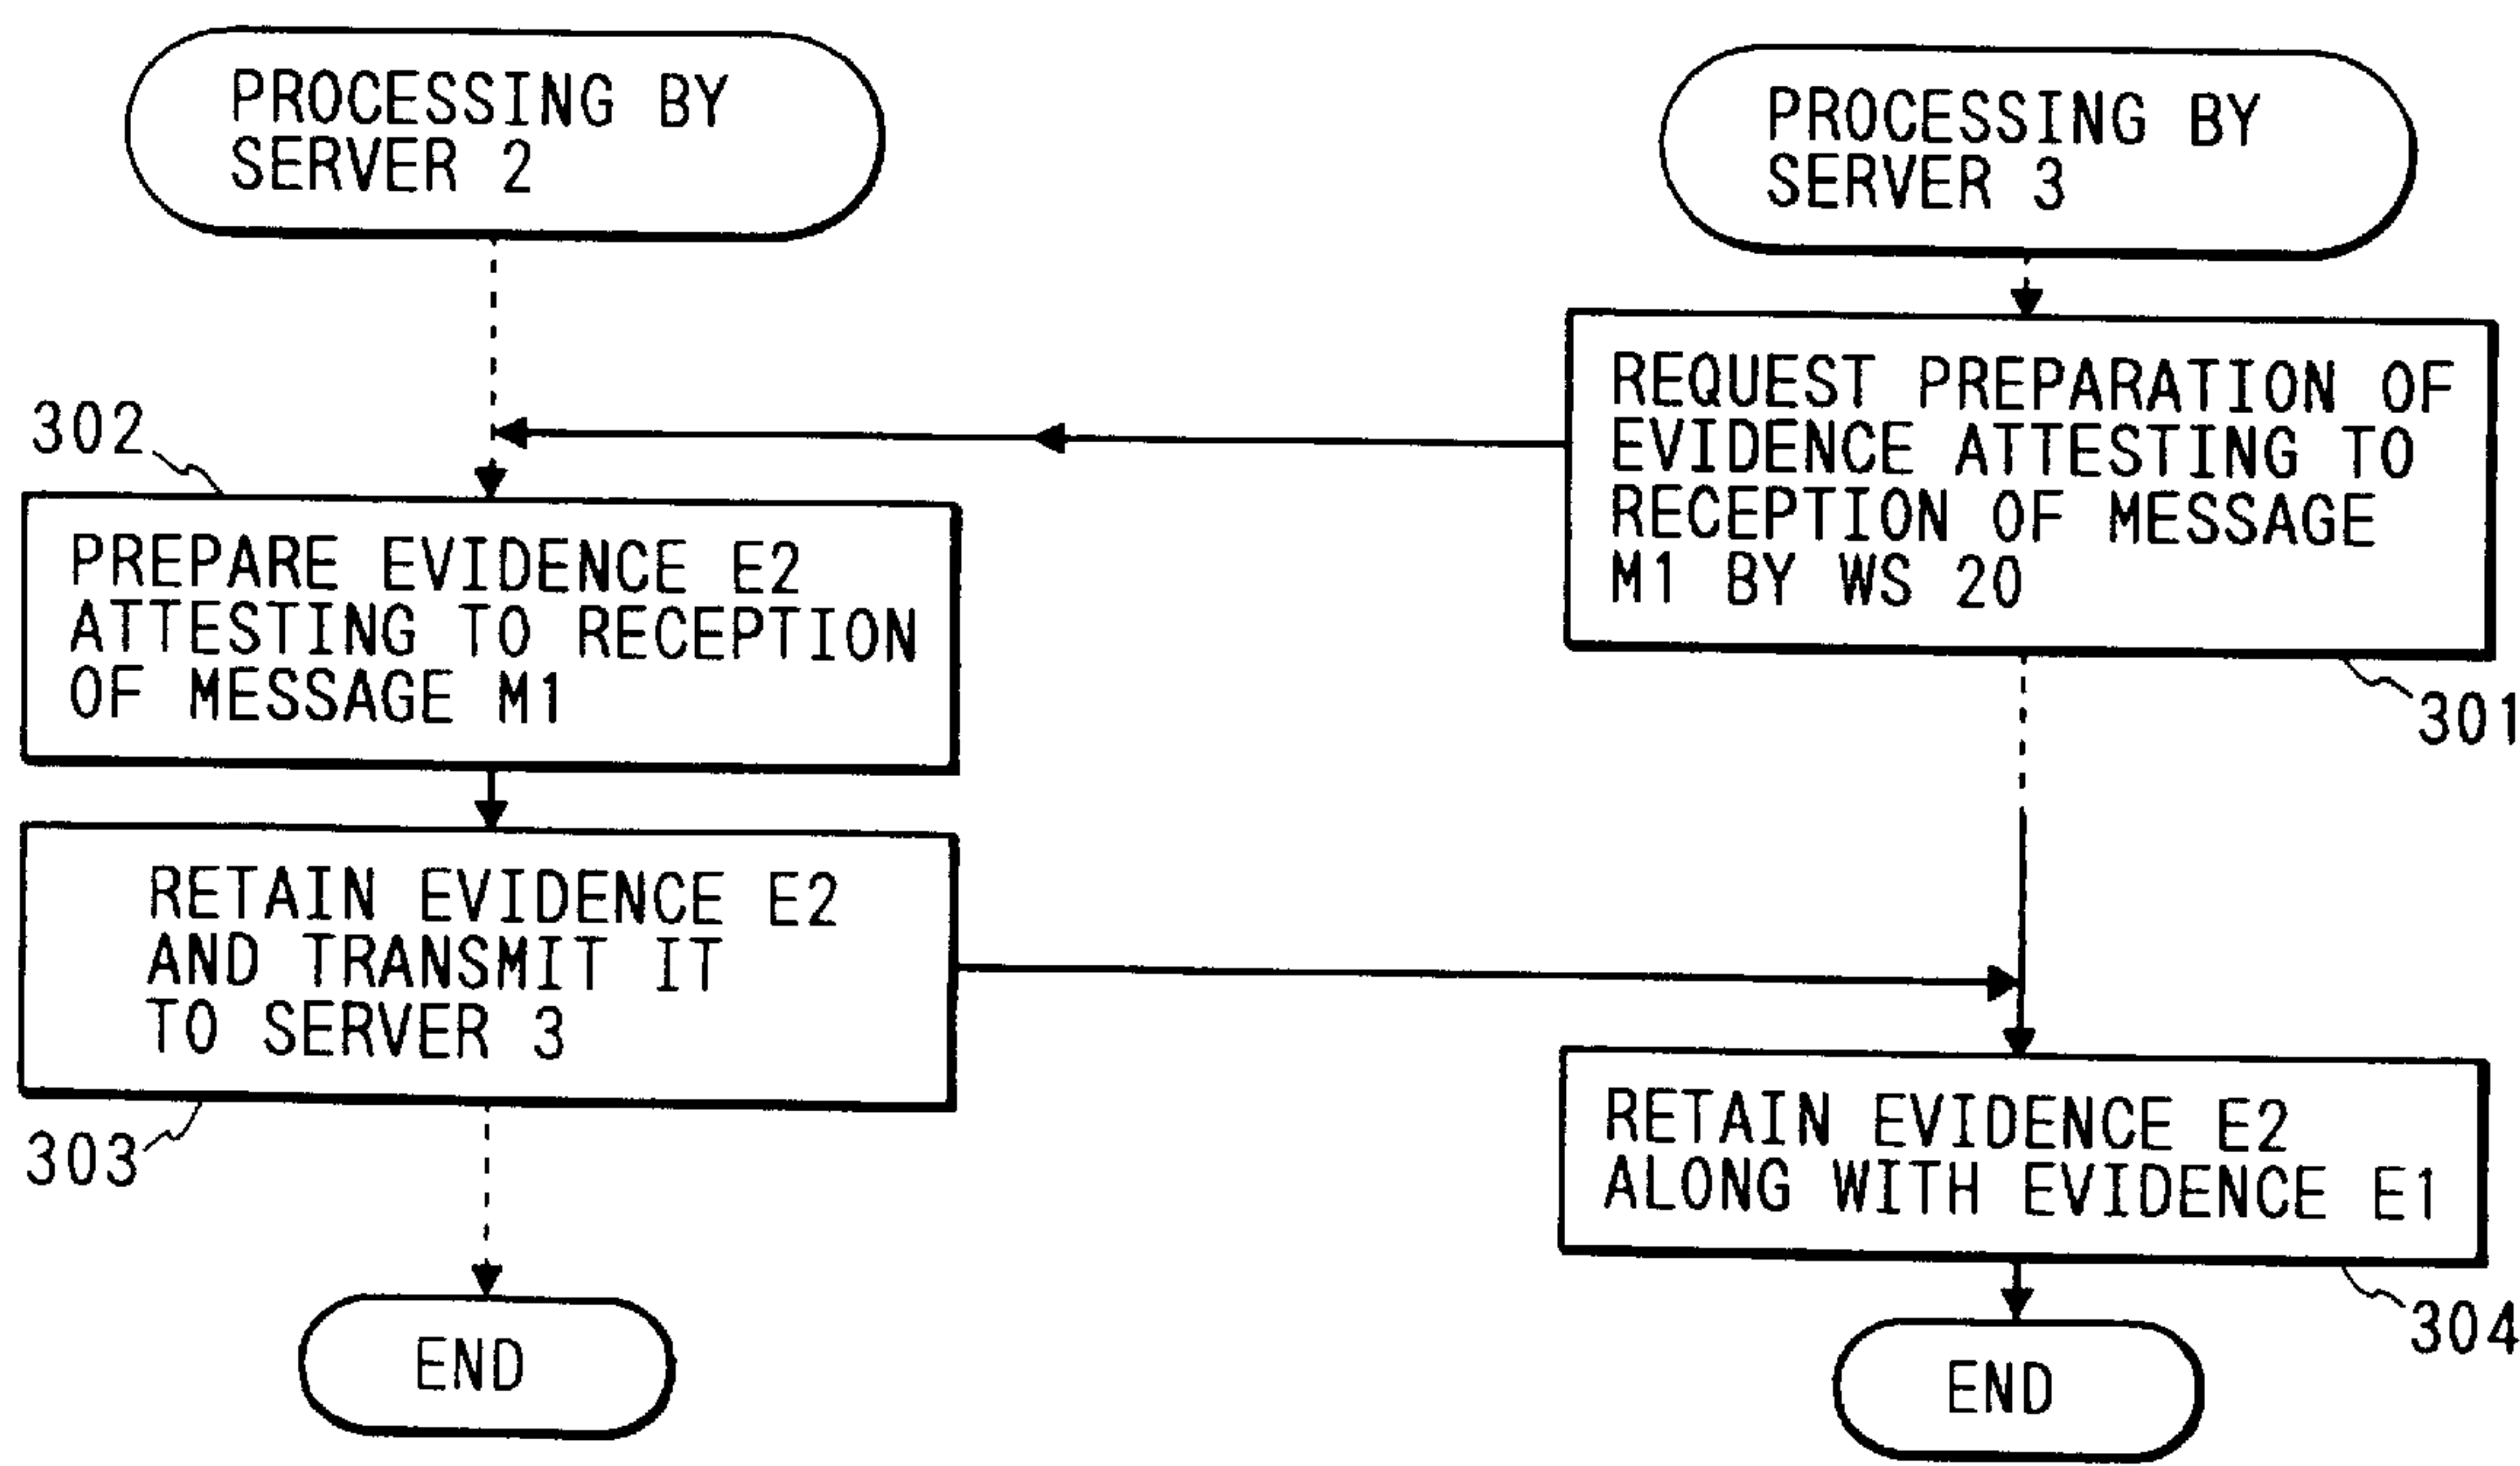 PROCESSING BY
SERVER 2
PROCESSING BY
SERVER 3
REQUEST PREPARATION OF
EVIDENCE ATTESTING TO
RECEPTION OF MESSAGE
M1 BY WS 20
301
302
PREPARE EVIDENCE E2
ATTESTING TO RECEPTION
OF MESSAGE M1
RETAIN EVIDENCE E2
AND TRANSMIT IT
TO SERVER 3
303
RETAIN EVIDENCE E2
ALONG WITH EVIDENCE E1
304
END
END